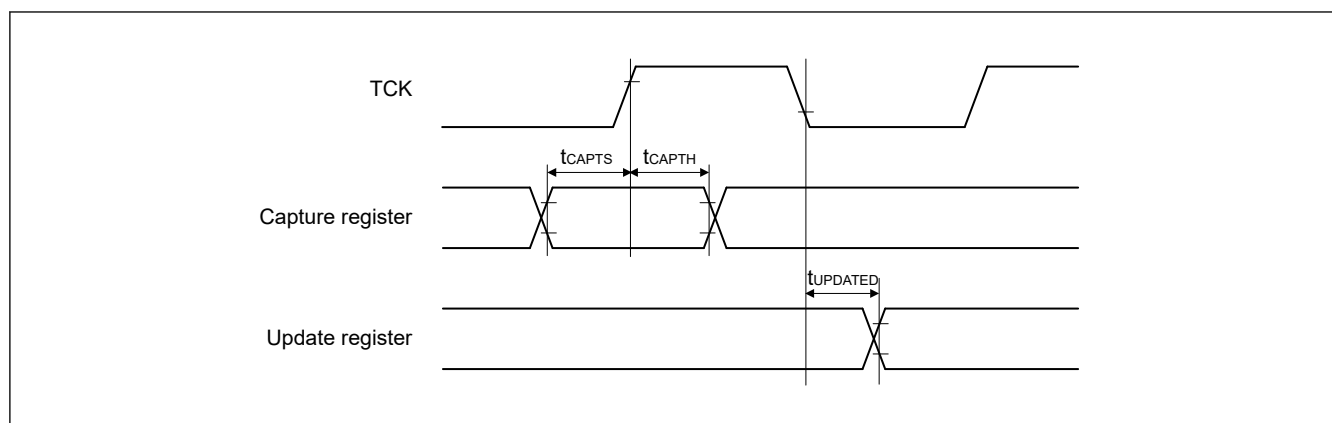 TCK
tCAPTS
tCAPTH
Capture register
tUPDATED
Update register